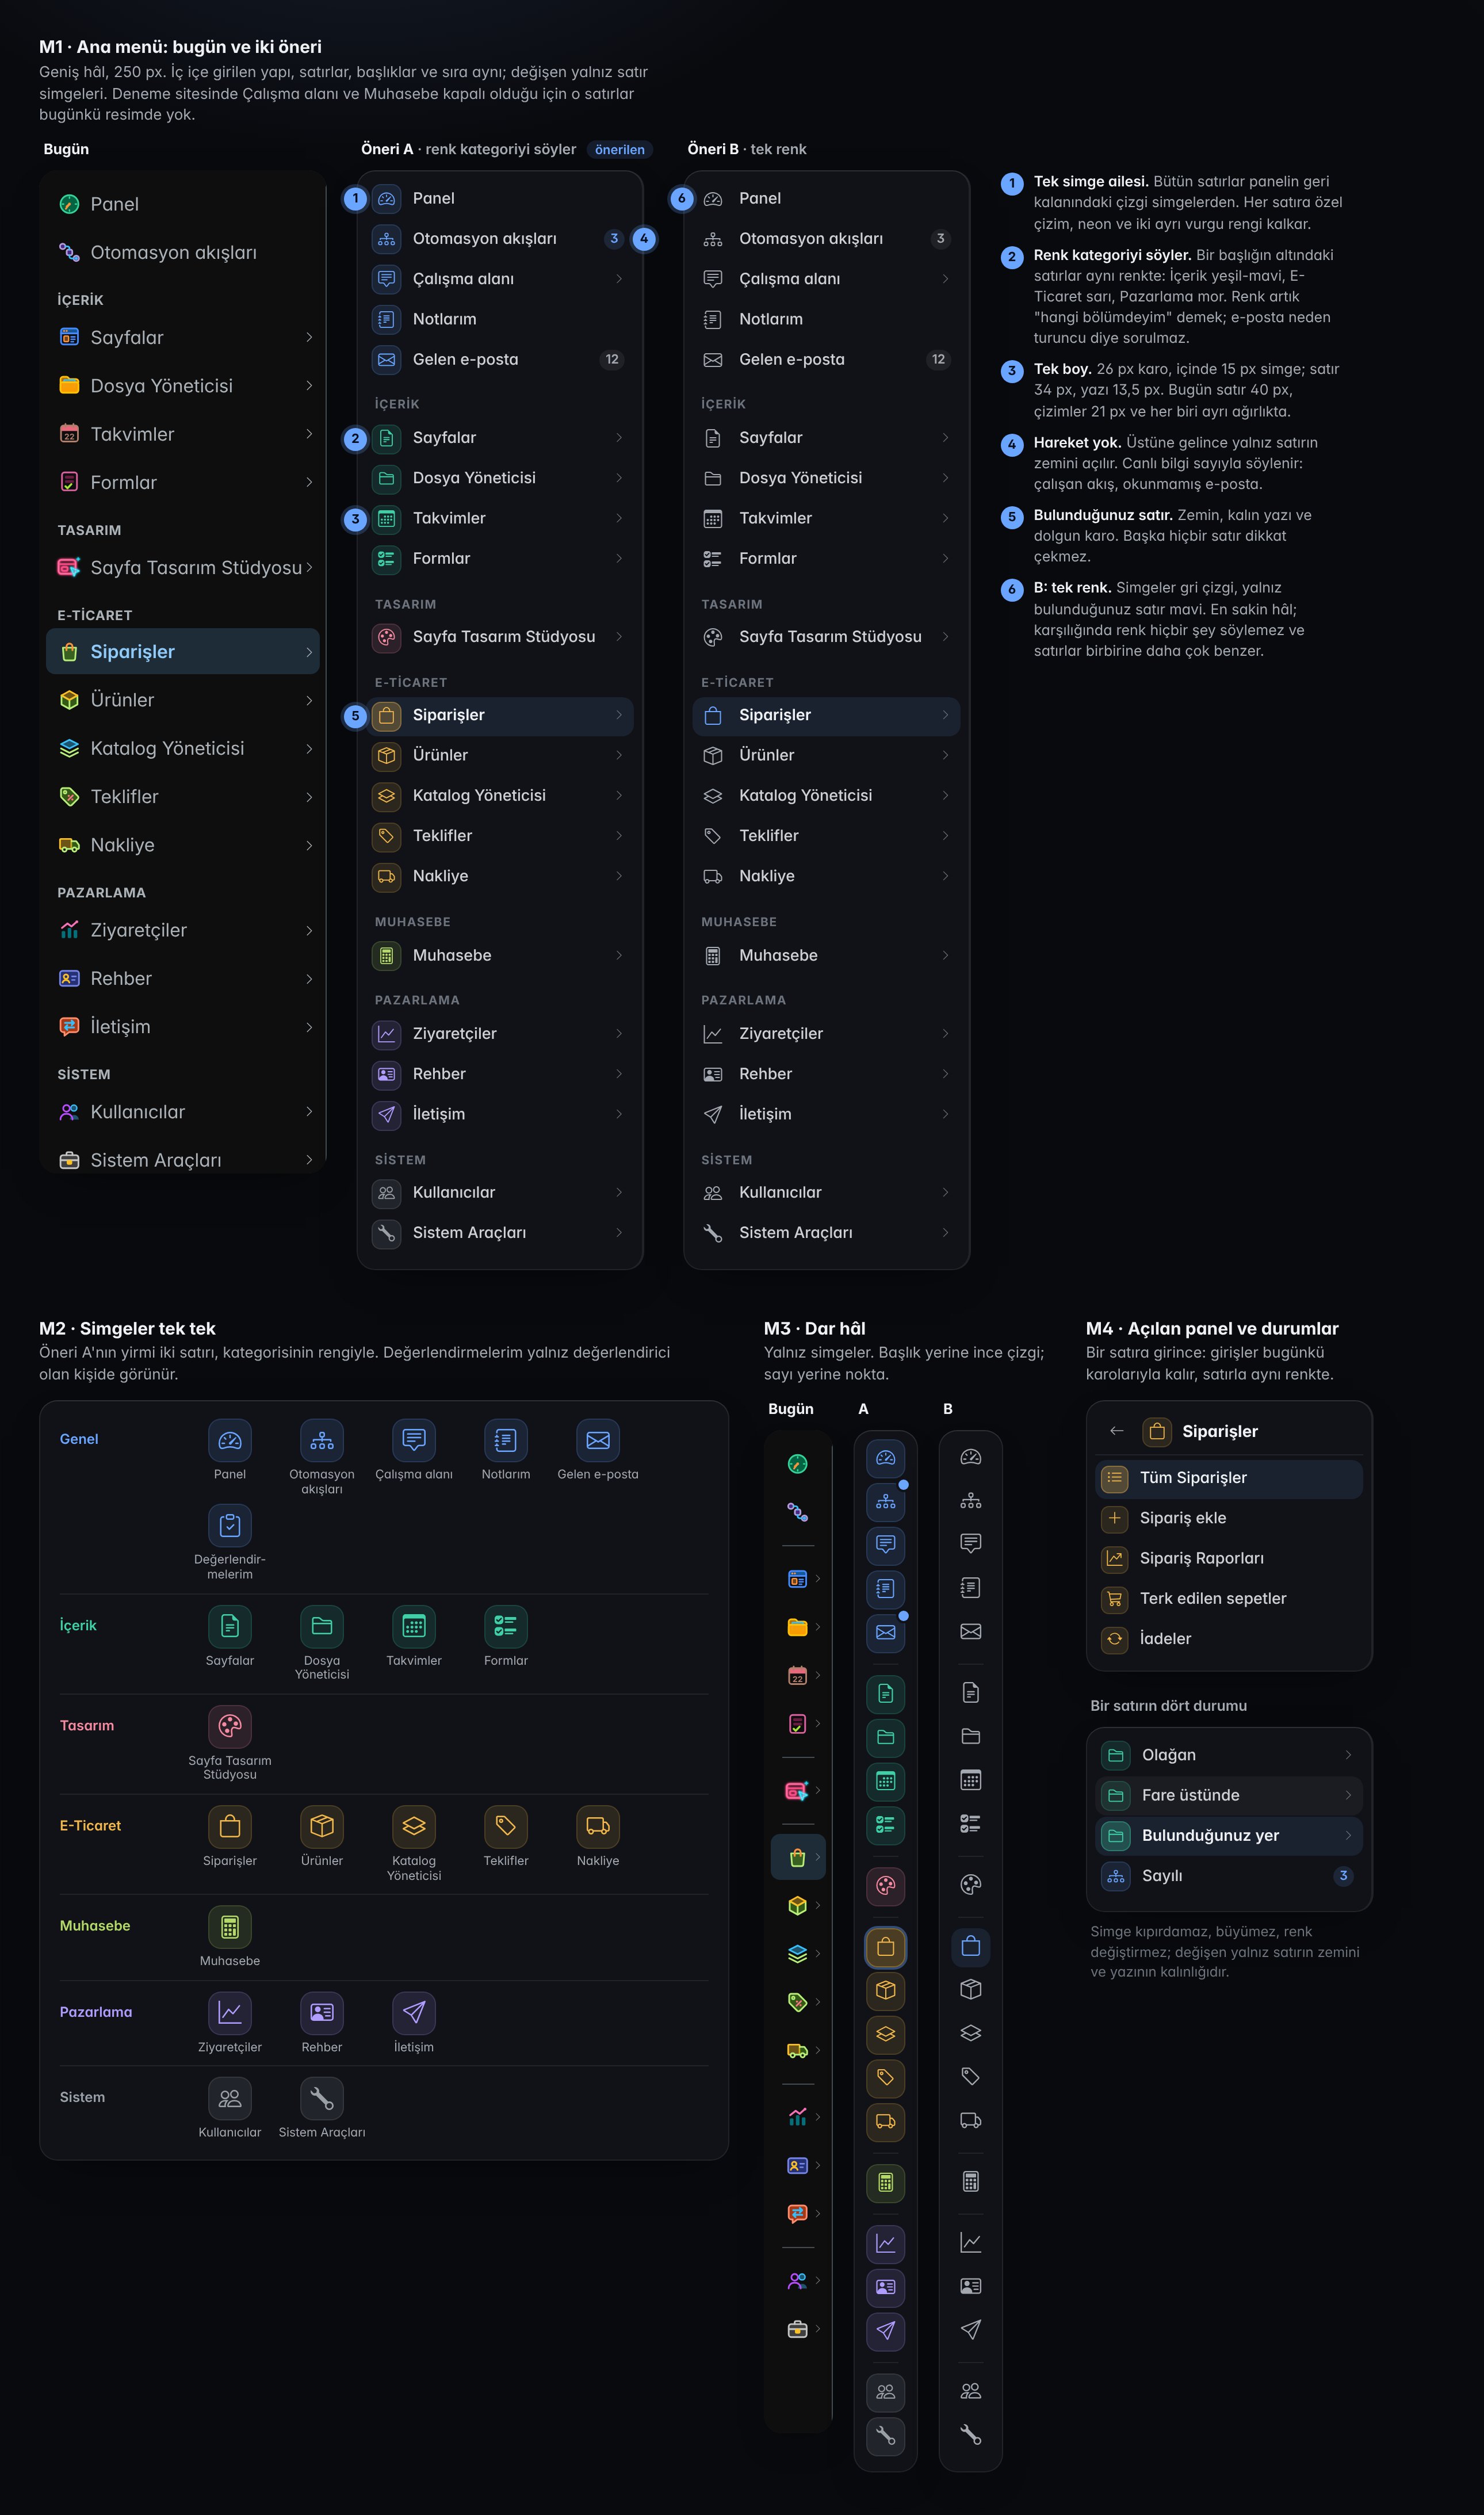 M1 · Ana menü: bugün ve iki öneri
Geniş hâl, 250 px. İç içe girilen yapı, satırlar, başlıklar ve sıra aynı; değişen yalnız satır
simgeleri. Deneme sitesinde Çalışma alanı ve Muhasebe kapalı olduğu için o satırlar
bugünkü resimde yok.
Bugün
Panel
Otomasyon akışları
İÇERİK
Sayfalar
Dosya Yöneticisi
22
Takvimler
Formlar
TASARIM
Sayfa Tasarım Stüdyosu
E-TİCARET
Siparişler
Ürünler
Katalog Yöneticisi
Teklifler
Nakliye
PAZARLAMA
Ziyaretçiler
Rehber
İletişim
SİSTEM
Kullanıcılar
Sistem Araçları
Öneri A · renk kategoriyi söyler önerilen
1 Panel
Otomasyon akışları 3 4
Çalışma alanı
Notlarım
Gelen e-posta 12
İÇERİK
2 Sayfalar
Dosya Yöneticisi
3 Takvimler
Formlar
TASARIM
Sayfa Tasarım Stüdyosu
E-TİCARET
5 Siparişler
Ürünler
Katalog Yöneticisi
Teklifler
Nakliye
MUHASEBE
Muhasebe
PAZARLAMA
Ziyaretçiler
Rehber
İletişim
SİSTEM
Kullanıcılar
Sistem Araçları
Öneri B · tek renk
6 Panel
Otomasyon akışları 3
Çalışma alanı
Notlarım
Gelen e-posta 12
İÇERİK
Sayfalar
Dosya Yöneticisi
Takvimler
Formlar
TASARIM
Sayfa Tasarım Stüdyosu
E-TİCARET
Siparişler
Ürünler
Katalog Yöneticisi
Teklifler
Nakliye
MUHASEBE
Muhasebe
PAZARLAMA
Ziyaretçiler
Rehber
İletişim
SİSTEM
Kullanıcılar
Sistem Araçları
1 Tek simge ailesi. Bütün satırlar panelin geri
kalanındaki çizgi simgelerden. Her satıra özel
çizim, neon ve iki ayrı vurgu rengi kalkar.
2 Renk kategoriyi söyler. Bir başlığın altındaki
satırlar aynı renkte: İçerik yeşil-mavi, E-
Ticaret sarı, Pazarlama mor. Renk artık
"hangi bölümdeyim" demek; e-posta neden
turuncu diye sorulmaz.
3 Tek boy. 26 px karo, içinde 15 px simge; satır
34 px, yazı 13,5 px. Bugün satır 40 px,
çizimler 21 px ve her biri ayrı ağırlıkta.
4 Hareket yok. Üstüne gelince yalnız satırın
zemini açılır. Canlı bilgi sayıyla söylenir:
çalışan akış, okunmamış e-posta.
5 Bulunduğunuz satır. Zemin, kalın yazı ve
dolgun karo. Başka hiçbir satır dikkat
çekmez.
6 B: tek renk. Simgeler gri çizgi, yalnız
bulunduğunuz satır mavi. En sakin hâl;
karşılığında renk hiçbir şey söylemez ve
satırlar birbirine daha çok benzer.
M2 · Simgeler tek tek
Öneri A'nın yirmi iki satırı, kategorisinin rengiyle. Değerlendirmelerim yalnız değerlendirici
olan kişide görünür.
Genel
Panel
Otomasyon
akışları
Çalışma alanı
Notlarım
Gelen e-posta
Değerlendir-
melerim
İçerik
Sayfalar
Dosya
Yöneticisi
Takvimler
Formlar
Tasarım
Sayfa Tasarım
Stüdyosu
E-Ticaret
Siparişler
Ürünler
Katalog
Yöneticisi
Teklifler
Nakliye
Muhasebe
Muhasebe
Pazarlama
Ziyaretçiler
Rehber
İletişim
Sistem
Kullanıcılar
Sistem Araçları
M3 · Dar hâl
Yalnız simgeler. Başlık yerine ince çizgi;
sayı yerine nokta.
Bugün
A
B
22
M4 · Açılan panel ve durumlar
Bir satıra girince: girişler bugünkü
karolarıyla kalır, satırla aynı renkte.
Siparişler
Tüm Siparişler
Sipariş ekle
Sipariş Raporları
Terk edilen sepetler
İadeler
Bir satırın dört durumu
Olağan
Fare üstünde
Bulunduğunuz yer
Sayılı 3
Simge kıpırdamaz, büyümez, renk
değiştirmez; değişen yalnız satırın zemini
ve yazının kalınlığıdır.